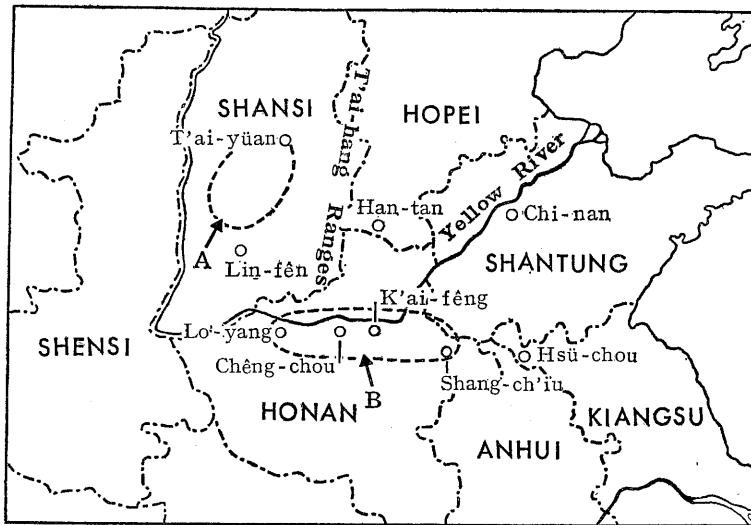 SHANSI
HOPEI
T'ai-hang Ranges
T'ai-yüan
Yellow River
Han-tan
Chi-nan
A
Lin-fên
SHANTUNG
K'ai-fêng
Lo-yang
SHENSI
Hsü-chou
Chêng-chou
Shang-ch'iu
B
HONAN
KIANGSU
ANHUI